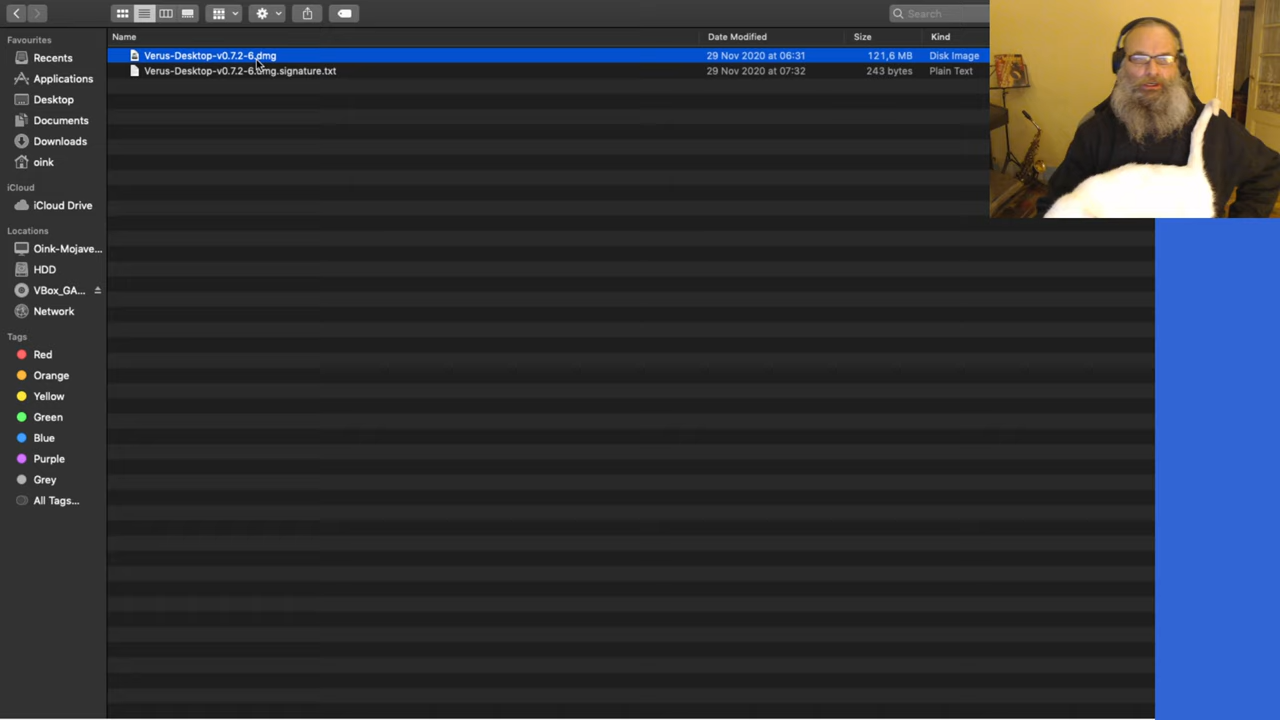 Search
Favourites
Recents
Applications
Desktop
Documents
Downloads
oink
iCloud
iCloud Drive
Locations
Oink-Mojave...
HDD
VBox_GA...
Network
Tags
Red
Orange
Yellow
Green
Blue
Purple
Grey
All Tags...
Name Date Modified Size Kind
Verus-Desktop-v0.7.2-6.dmg 29 Nov 2020 at 06:31 121,6 MB Disk Image
Verus-Desktop-v0.7.2-6.dmg.signature.txt 29 Nov 2020 at 07:32 243 bytes Plain Text